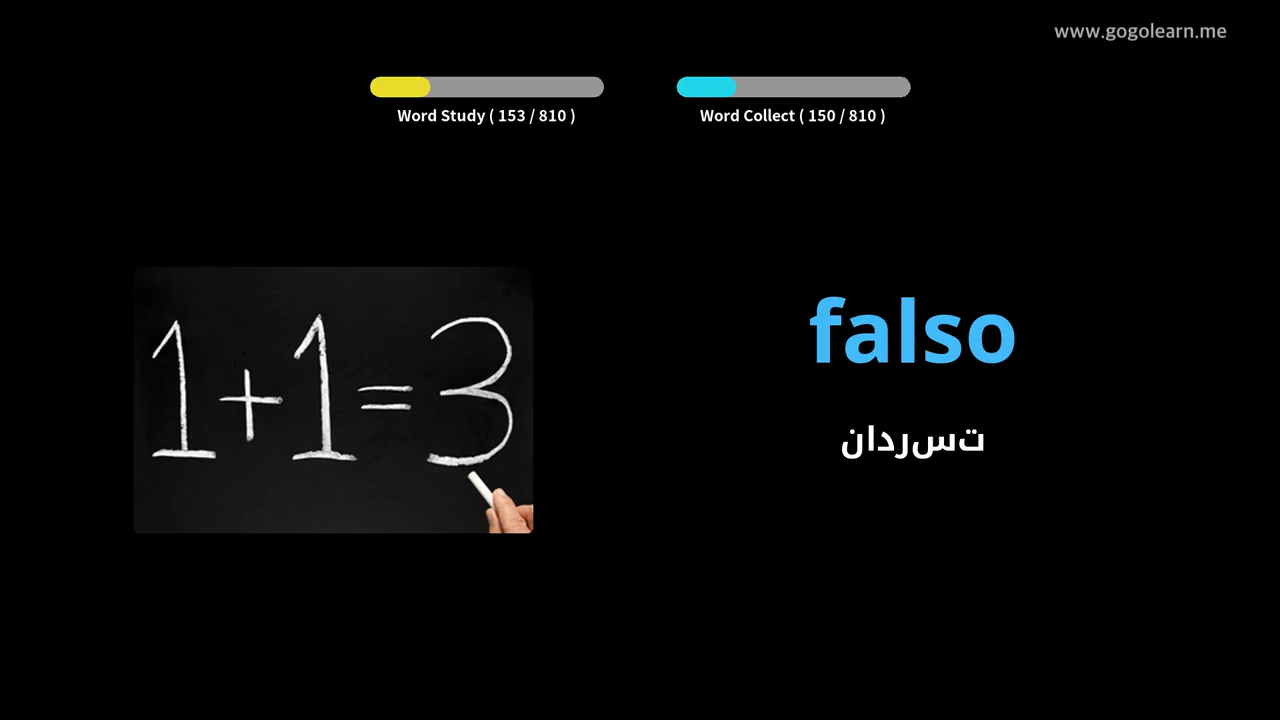 www.gogolearn.me
Word Study ( 153 / 810 )
Word Collect ( 150 / 810 )
1+1=3
falso
تسردان